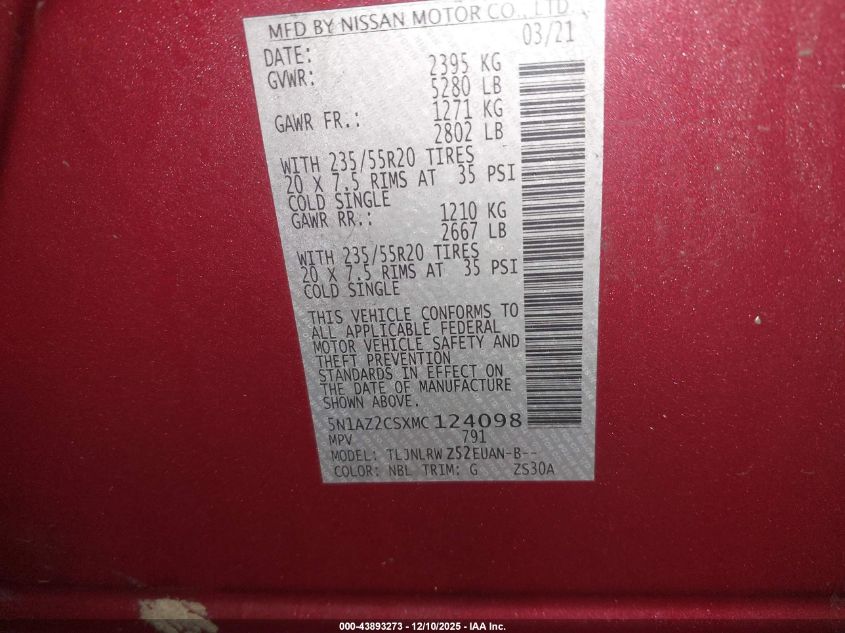 MFD BY NISSAN MOTOR CO., LTD.
DATE: 03/21
GVWR: 2395 KG
5280 LB
GAWR FR.: 1271 KG
2802 LB
WITH 235/55R20 TIRES
20 X 7.5 RIMS AT 35 PSI
COLD SINGLE
GAWR RR.: 1210 KG
2667 LB
WITH 235/55R20 TIRES
20 X 7.5 RIMS AT 35 PSI
COLD SINGLE
THIS VEHICLE CONFORMS TO
ALL APPLICABLE FEDERAL
MOTOR VEHICLE SAFETY AND
THEFT PREVENTION
STANDARDS IN EFFECT ON
THE DATE OF MANUFACTURE
SHOWN ABOVE.
5N1AZ2CSXMC124098
MPV 791
MODEL: TLJNLRW Z52EUAN-B--
COLOR: NBL TRIM: G ZS30A
000-43893273 - 12/10/2025 - IAA Inc.